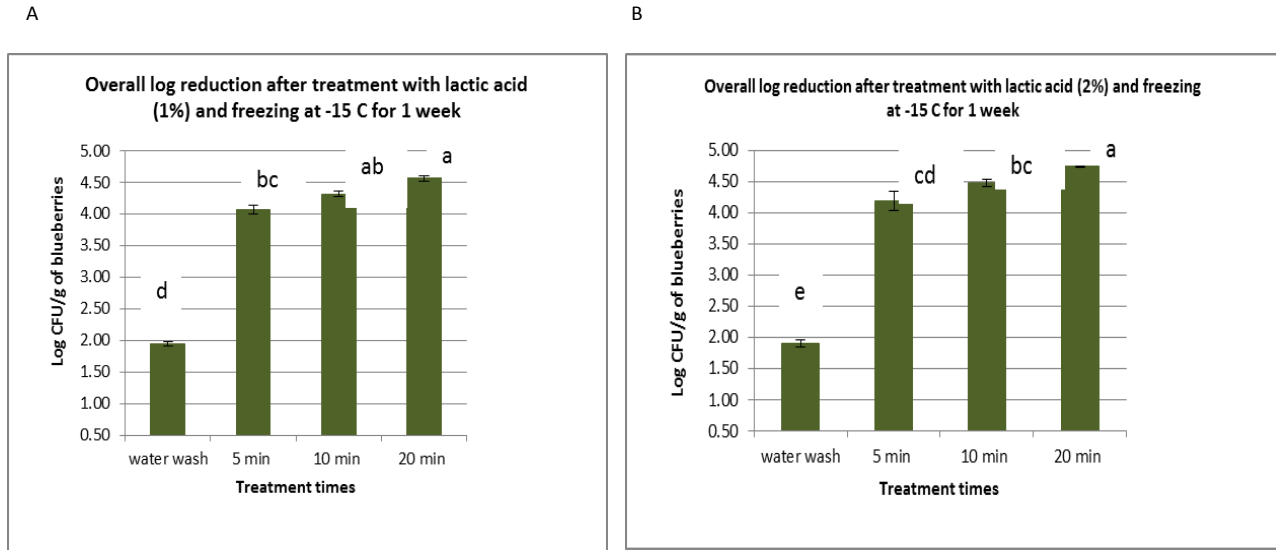 A
Overall log reduction after treatment with lactic acid
(1%) and freezing at -15 C for 1 week
Log CFU/g of blueberries
5.00
4.50
4.00
3.50
3.00
2.50
2.00
1.50
1.00
0.50
d
bc
ab
a
water wash
5 min
10 min
20 min
Treatment times
B
Overall log reduction after treatment with lactic acid (2%) and freezing
at -15 C for 1 week
Log CFU/g of blueberries
5.00
4.50
4.00
3.50
3.00
2.50
2.00
1.50
1.00
0.50
e
cd
bc
a
water wash
5 min
10 min
20 min
Treatment times